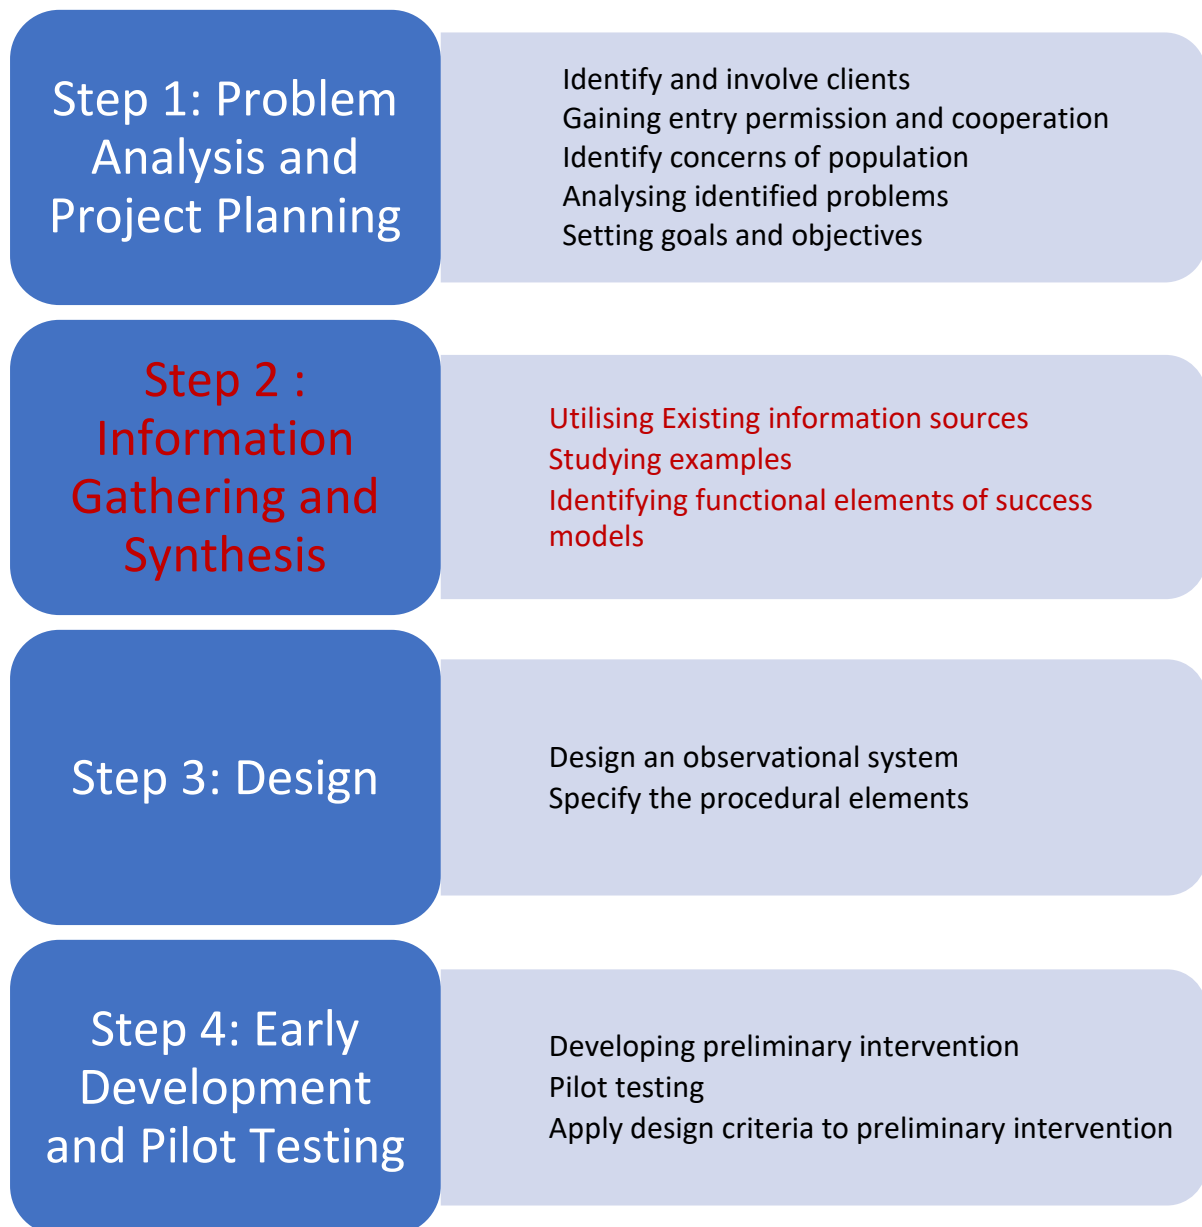 Step 1: Problem
Analysis and
Project Planning
Identify and involve clients
Gaining entry permission and cooperation
Identify concerns of population
Analysing identified problems
Setting goals and objectives
Step 2 :
Information
Gathering and
Synthesis
Utilising Existing information sources
Studying examples
Identifying functional elements of success
models
Step 3: Design
Design an observational system
Specify the procedural elements
Step 4: Early
Development
and Pilot Testing
Developing preliminary intervention
Pilot testing
Apply design criteria to preliminary intervention